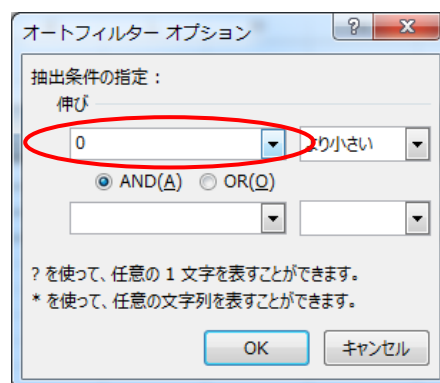 オートフィルター オプション
抽出条件の指定：
伸び
0 より小さい
AND(A) OR(O)
? を使って、任意の 1 文字を表すことができます。
* を使って、任意の文字列を表すことができます。
OK キャンセル